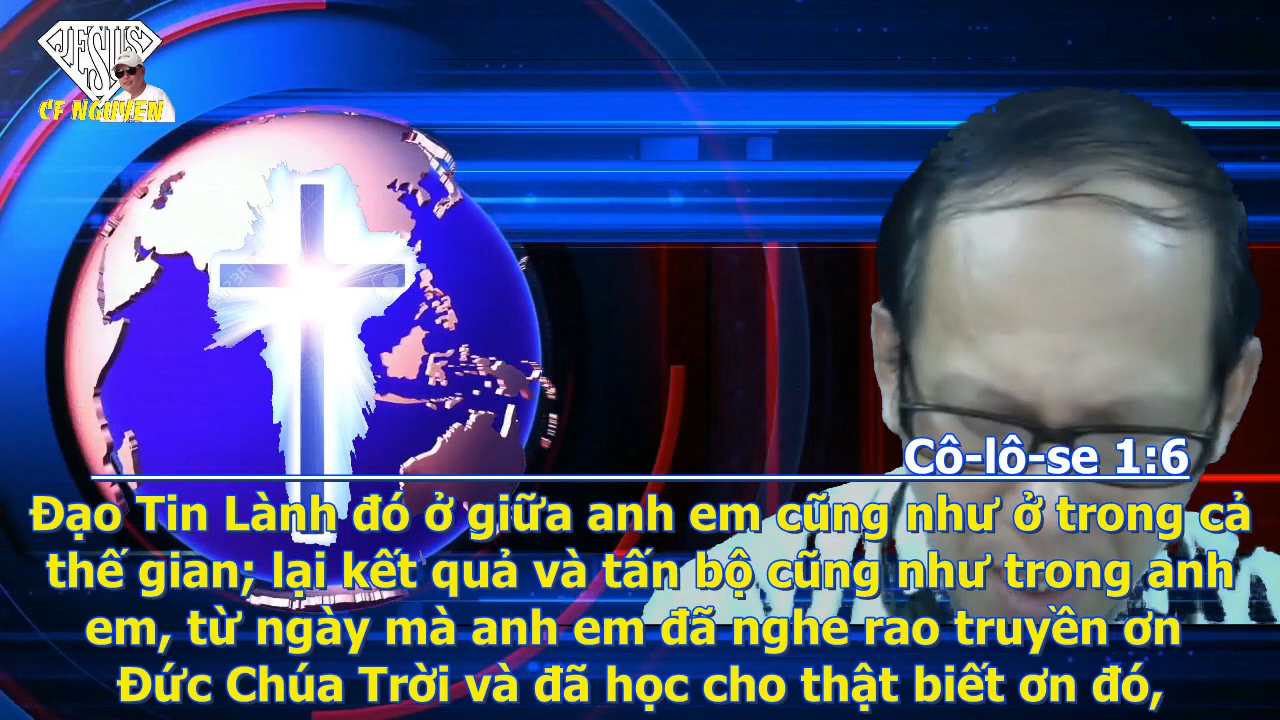 JESUS
CF NGUYEN
Cô-lô-se 1:6
Đạo Tin Lành đó ở giữa anh em cũng như ở trong cả
thế gian; lại kết quả và tấn bộ cũng như trong anh
em, từ ngày mà anh em đã nghe rao truyền ơn
Đức Chúa Trời và đã học cho thật biết ơn đó,